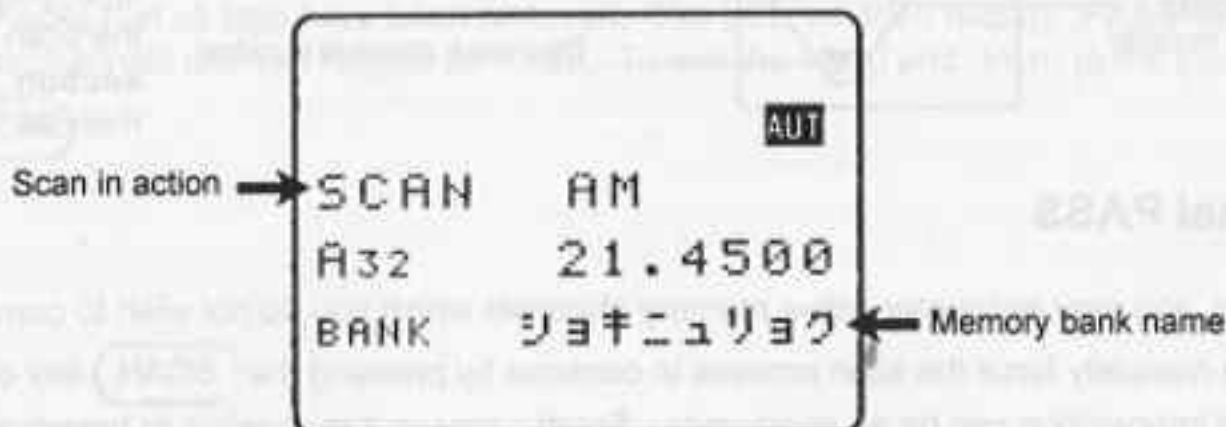 AUT
Scan in action SCAN AM
A32 21.4500
BANK ショキニュリョク Memory bank name